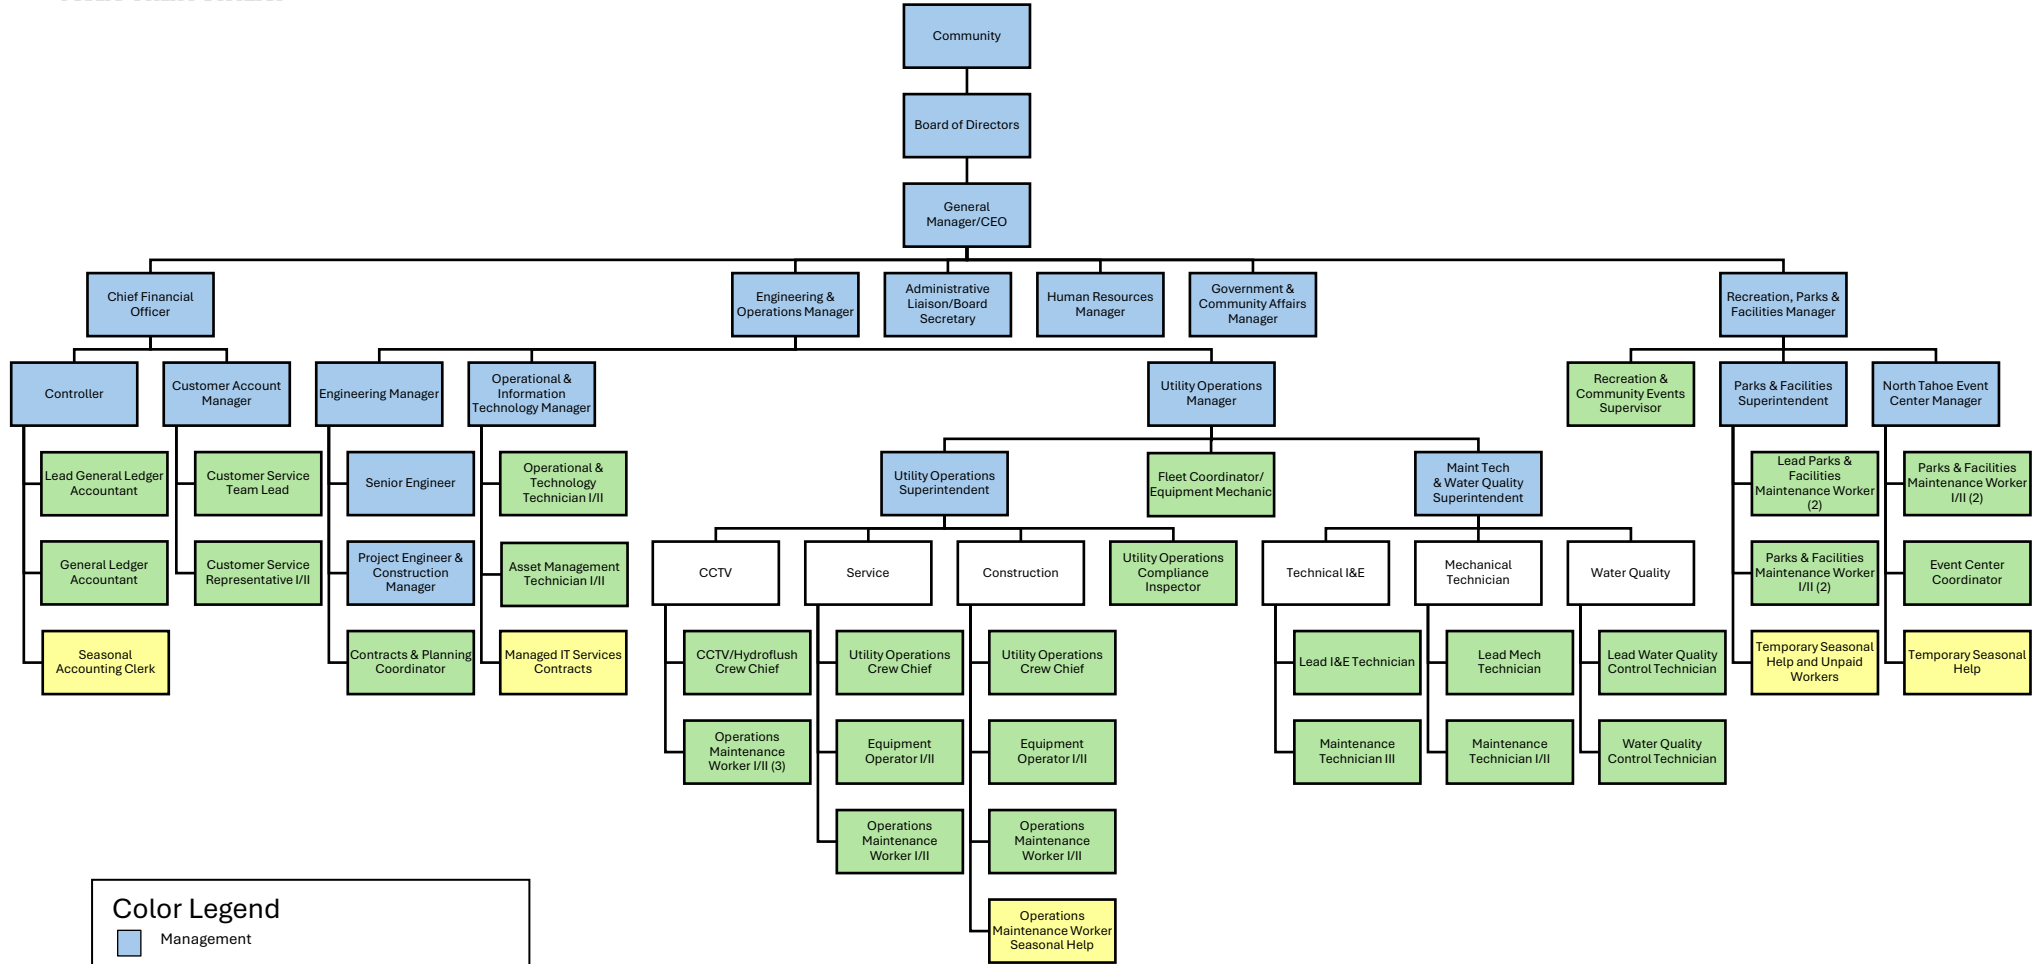 Community
Board of Directors
General
Manager/CEO
Chief Financial
Officer
Engineering &
Operations Manager
Administrative
Liaison/Board
Secretary
Human Resources
Manager
Government &
Community Affairs
Manager
Recreation, Parks &
Facilities Manager
Controller
Customer Account
Manager
Engineering Manager
Operational &
Information
Technology Manager
Utility Operations
Manager
Recreation &
Community Events
Supervisor
Parks & Facilities
Superintendent
North Tahoe Event
Center Manager
Lead General Ledger
Accountant
Customer Service
Team Lead
Senior Engineer
Operational &
Technology
Technician I/II
Utility Operations
Superintendent
Fleet Coordinator/
Equipment Mechanic
Maint Tech
& Water Quality
Superintendent
Lead Parks &
Facilities
Maintenance Worker
(2)
Parks & Facilities
Maintenance Worker
I/II (2)
General Ledger
Accountant
Customer Service
Representative I/II
Project Engineer &
Construction
Manager
Asset Management
Technician I/II
CCTV
Service
Construction
Utility Operations
Compliance
Inspector
Technical I&E
Mechanical
Technician
Water Quality
Parks & Facilities
Maintenance Worker
I/II (2)
Event Center
Coordinator
Seasonal
Accounting Clerk
Contracts & Planning
Coordinator
Managed IT Services
Contracts
CCTV/Hydroflush
Crew Chief
Utility Operations
Crew Chief
Utility Operations
Crew Chief
Lead I&E Technician
Lead Mech
Technician
Lead Water Quality
Control Technician
Temporary Seasonal
Help and Unpaid
Workers
Temporary Seasonal
Help
Operations
Maintenance
Worker I/II (3)
Equipment
Operator I/II
Equipment
Operator I/II
Maintenance
Technician III
Maintenance
Technician I/II
Water Quality
Control Technician
Operations
Maintenance
Worker I/II
Operations
Maintenance
Worker I/II
Operations
Maintenance Worker
Seasonal Help
Color Legend
Management